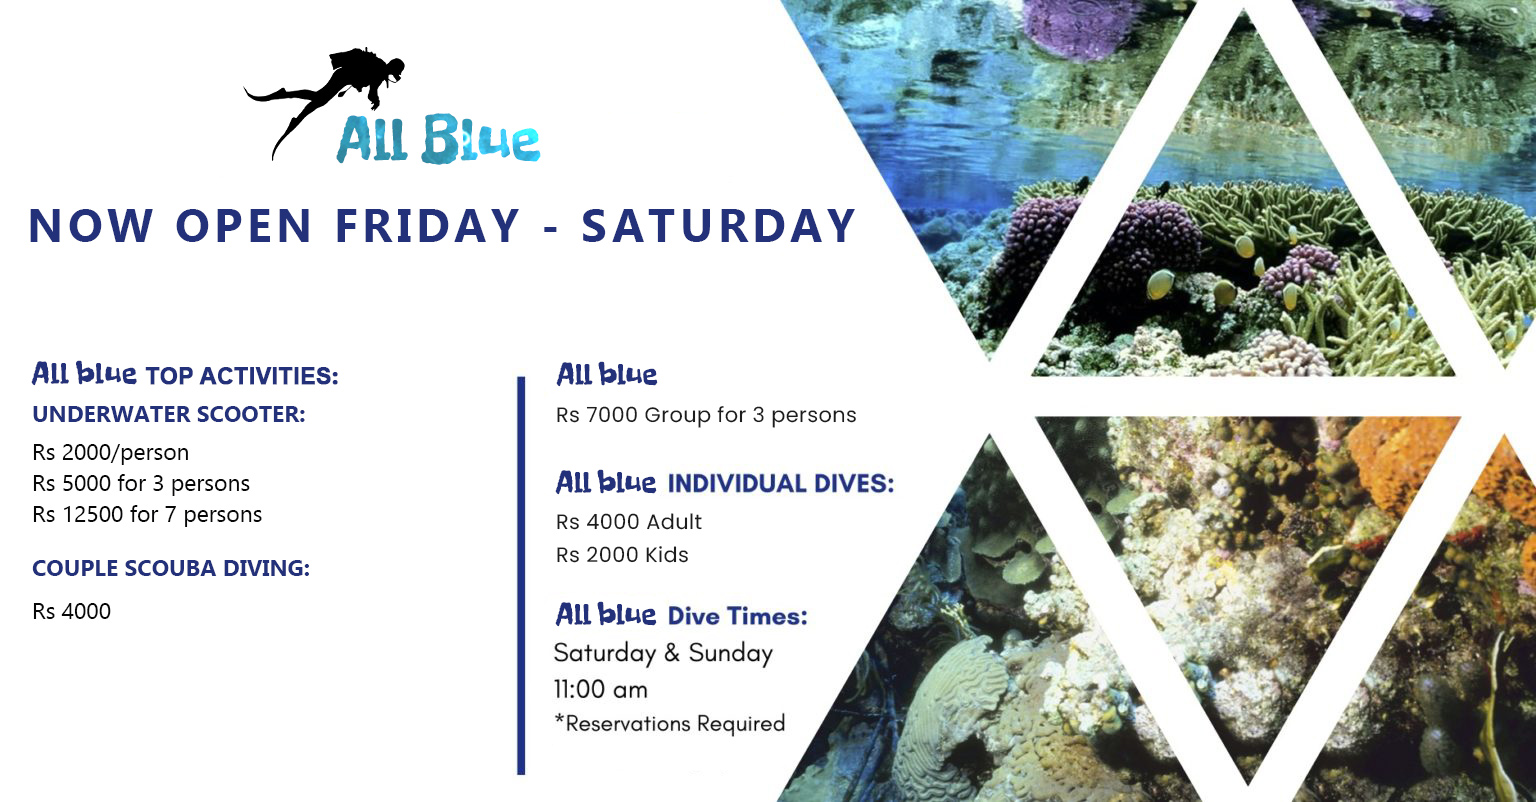 All Blue
NOW OPEN FRIDAY - SATURDAY
All blue TOP ACTIVITIES:
UNDERWATER SCOOTER:
Rs 2000/person
Rs 5000 for 3 persons
Rs 12500 for 7 persons
COUPLE SCOUBA DIVING:
Rs 4000
All blue
Rs 7000 Group for 3 persons
All blue INDIVIDUAL DIVES:
Rs 4000 Adult
Rs 2000 Kids
All blue Dive Times:
Saturday & Sunday
11:00 am
*Reservations Required